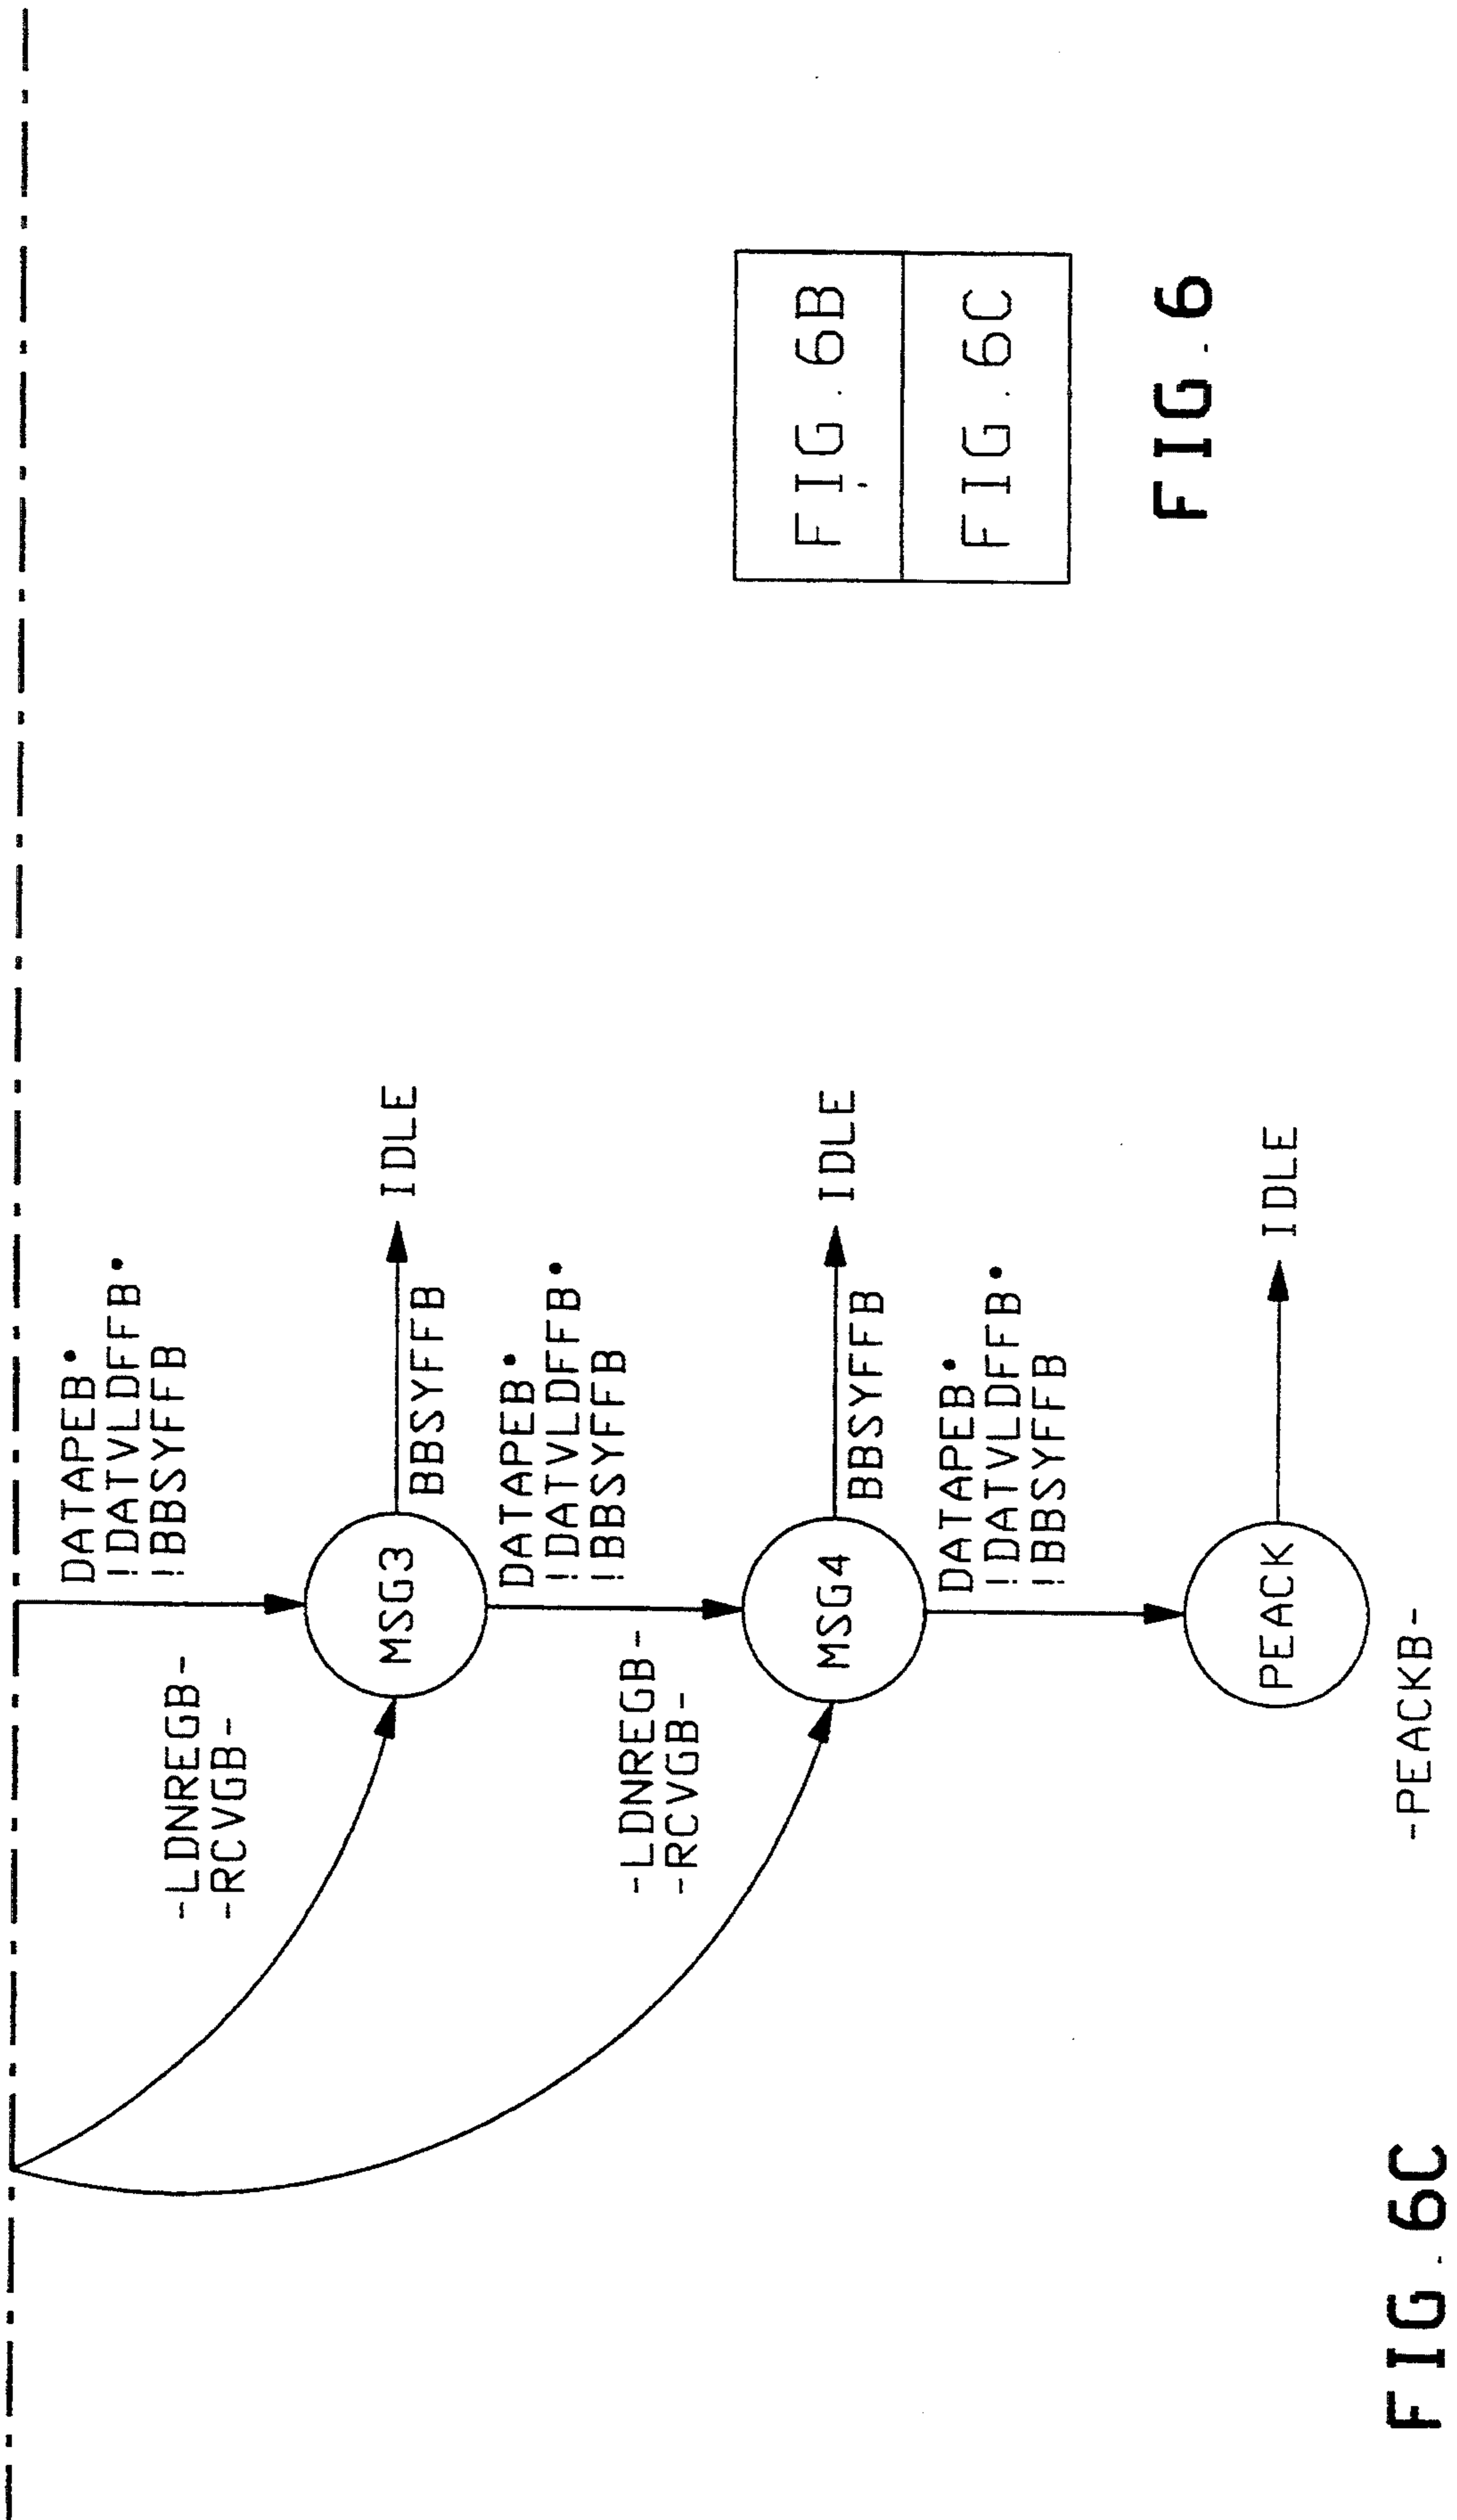 DATAPEB•
!DATVLDFFB•
!BBSYFFB
-LDNREGB-
-RCVGB-
MSG3
BBSYFFB
IDLE
DATAPEB•
!DATVLDFFB•
!BBSYFFB
-LDNREGB-
-RCVGB-
MSG4
BBSYFFB
IDLE
DATAPEB•
!DATVLDFFB•
!BBSYFFB
PEACK
IDLE
-PEACKB-
FIG.6B
FIG.6C
FIG.6
FIG.6C